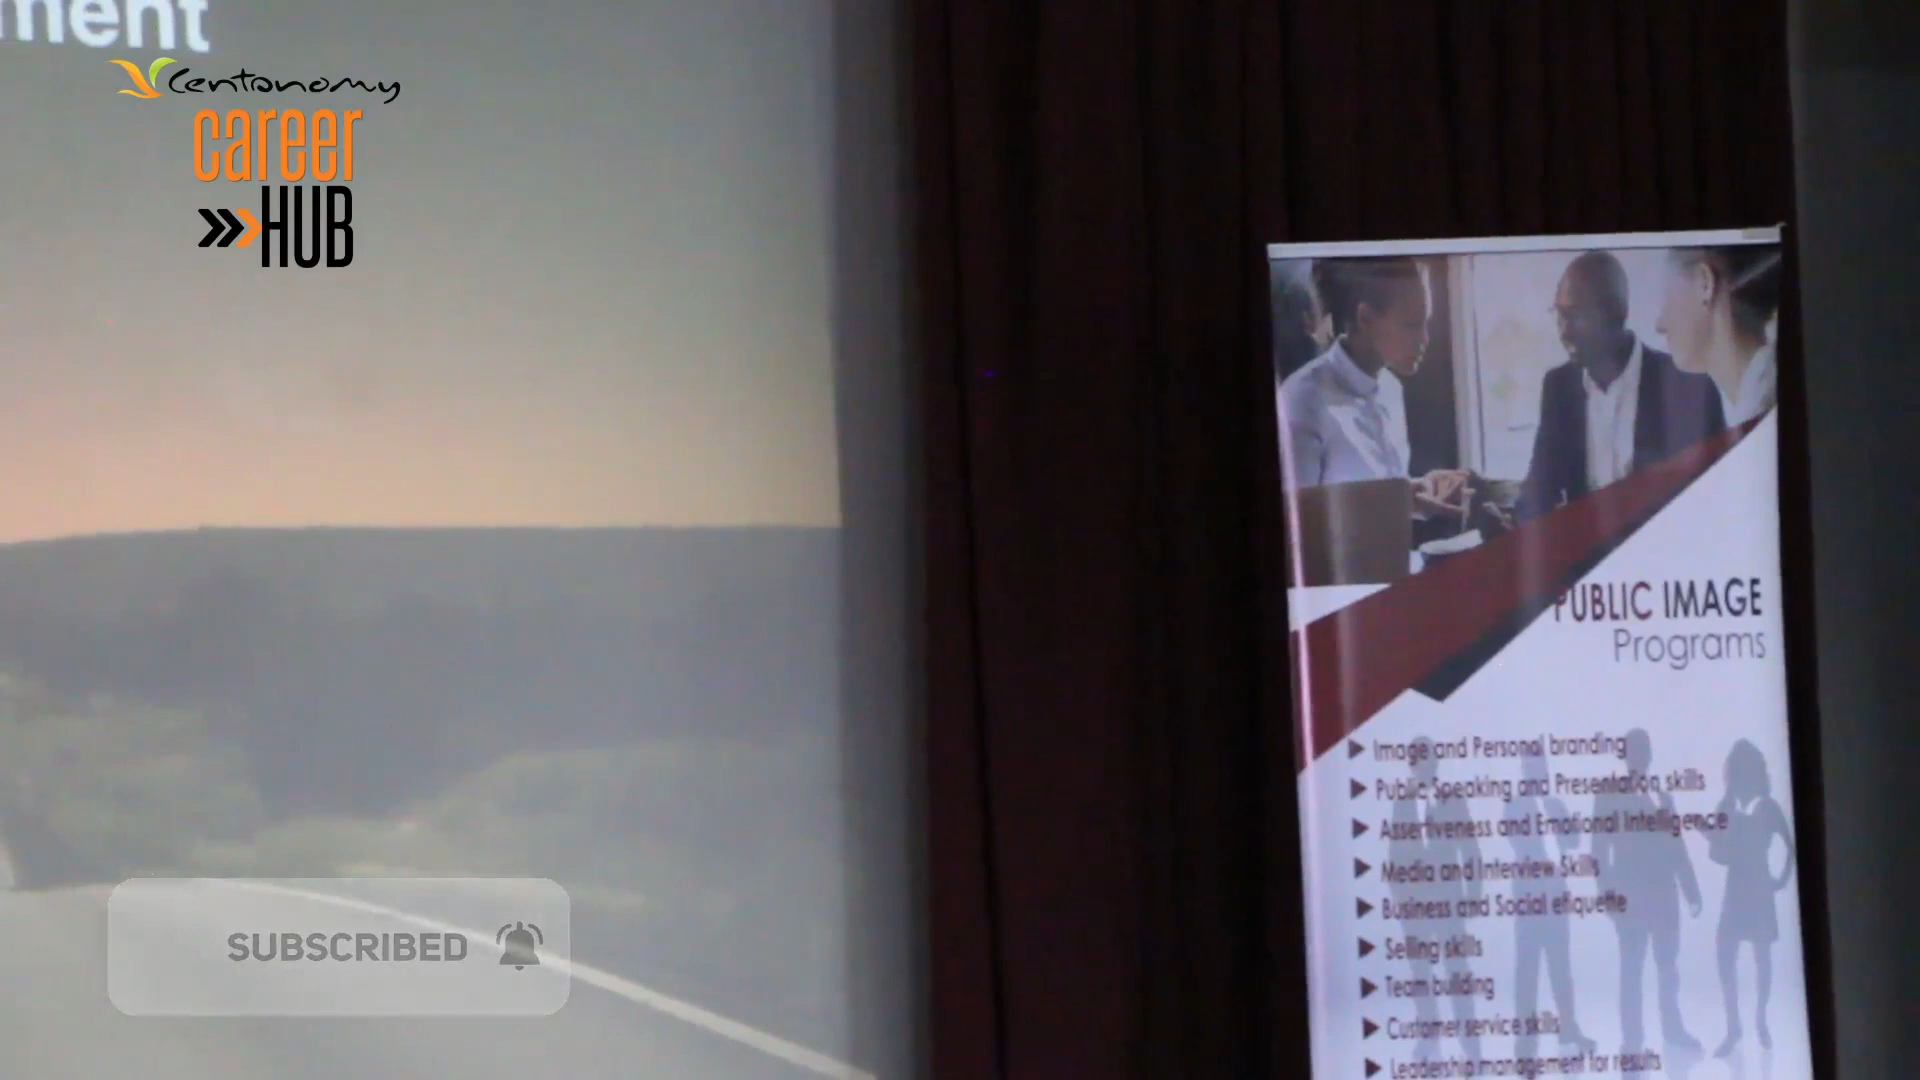 ment
Centonomy
career
HUB
PUBLIC IMAGE
Programs
Image and Personal branding
Public Speaking and Presentation skills
Assertiveness and Emotional Intelligence
Media and Interview Skills
Business and Social etiquette
Selling skills
Team building
Customer service skills
Leadership management for results
SUBSCRIBED